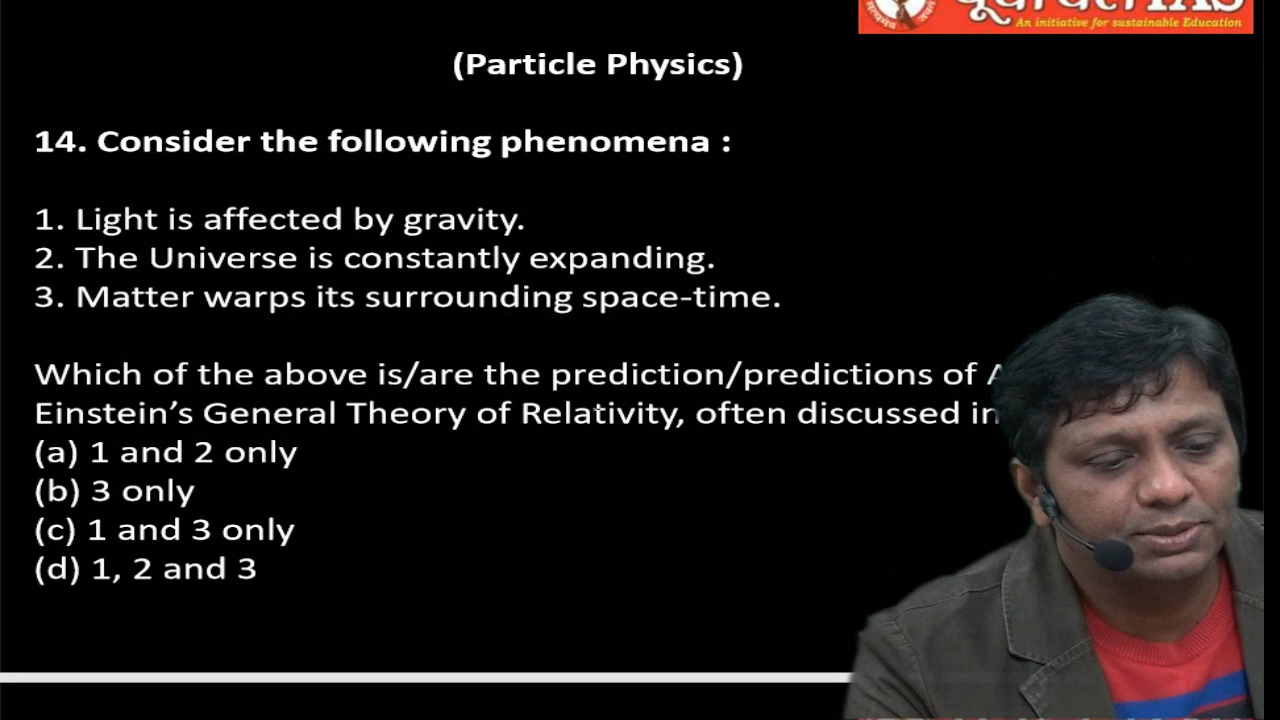 An initiative for sustainable Education
(Particle Physics)
14. Consider the following phenomena :
1. Light is affected by gravity.
2. The Universe is constantly expanding.
3. Matter warps its surrounding space-time.
Which of the above is/are the prediction/predictions of A
Einstein’s General Theory of Relativity, often discussed in
(a) 1 and 2 only
(b) 3 only
(c) 1 and 3 only
(d) 1, 2 and 3